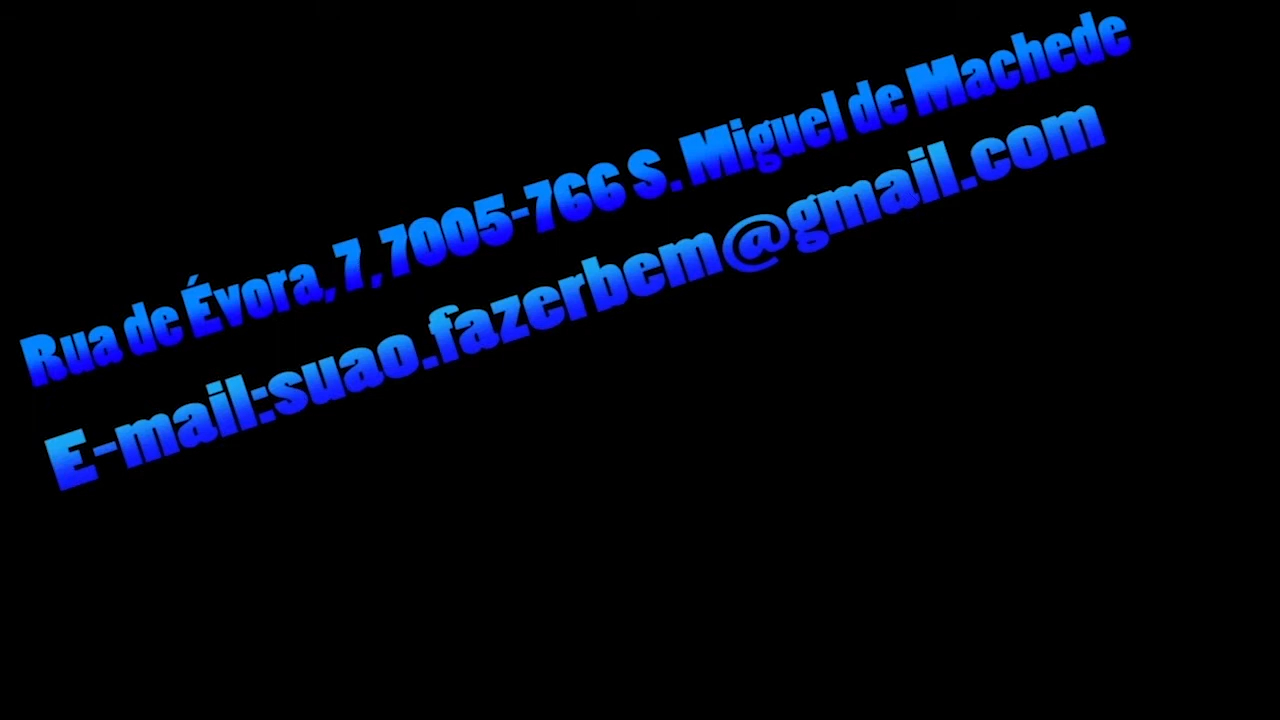 Rua de Évora, 7, 7005-766 S. Miguel de Machede
E-mail:suao.fazerbem@gmail.com